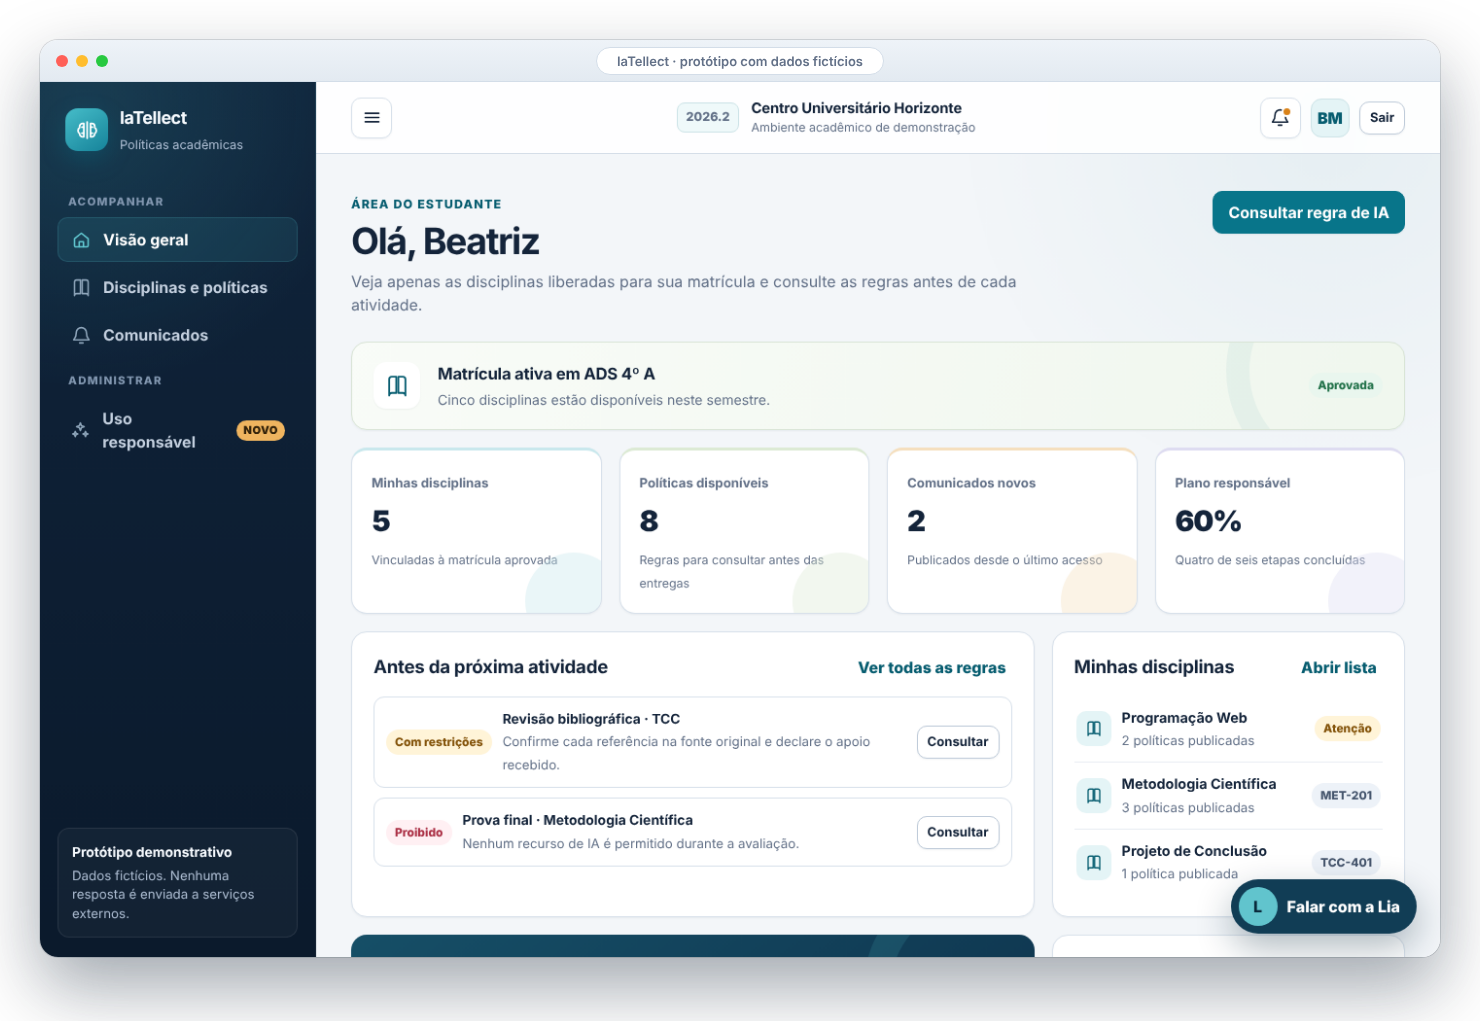 IaTellect · protótipo com dados fictícios
IaTellect
Políticas acadêmicas
ACOMPANHAR
Visão geral
Disciplinas e políticas
Comunicados
ADMINISTRAR
Uso
responsável
NOVO
Protótipo demonstrativo
Dados fictícios. Nenhuma
resposta é enviada a serviços
externos.
2026.2
Centro Universitário Horizonte
Ambiente acadêmico de demonstração
BM
Sair
ÁREA DO ESTUDANTE
Olá, Beatriz
Veja apenas as disciplinas liberadas para sua matrícula e consulte as regras antes de cada
atividade.
Consultar regra de IA
Matrícula ativa em ADS 4º A
Cinco disciplinas estão disponíveis neste semestre.
Aprovada
Minhas disciplinas
5
Vinculadas à matrícula aprovada
Políticas disponíveis
8
Regras para consultar antes das
entregas
Comunicados novos
2
Publicados desde o último acesso
Plano responsável
60%
Quatro de seis etapas concluídas
Antes da próxima atividade
Ver todas as regras
Com restrições
Revisão bibliográfica · TCC
Confirme cada referência na fonte original e declare o apoio
recebido.
Consultar
Proibido
Prova final · Metodologia Científica
Nenhum recurso de IA é permitido durante a avaliação.
Consultar
Minhas disciplinas
Abrir lista
Programação Web
2 políticas publicadas
Atenção
Metodologia Científica
3 políticas publicadas
MET-201
Projeto de Conclusão
1 política publicada
TCC-401
L
Falar com a Lia